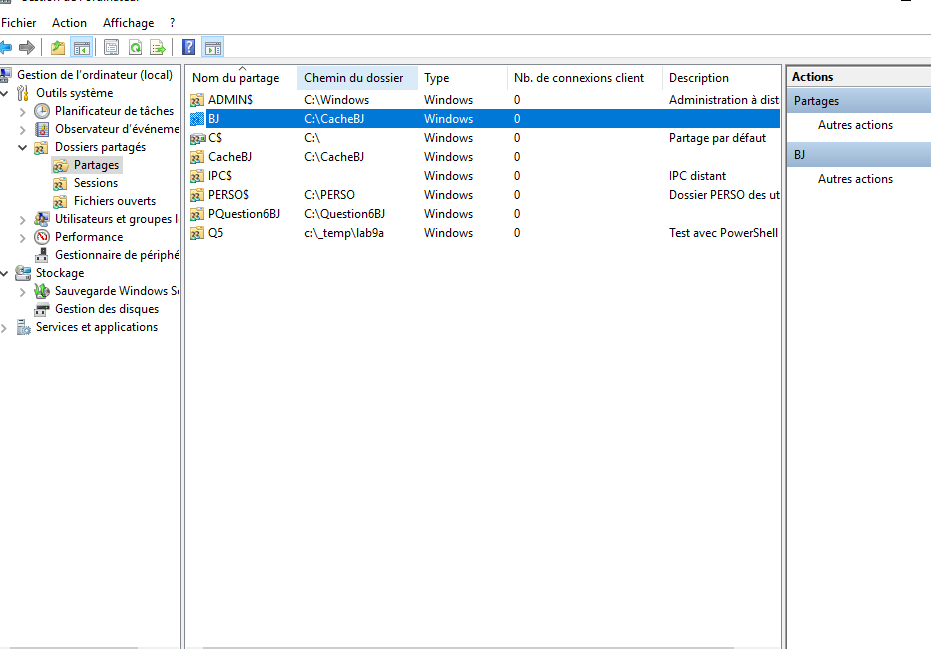 Gestion de l'ordinateur
Fichier Action Affichage ?
Gestion de l'ordinateur (local)
Outils système
Planificateur de tâches
Observateur d'événeme
Dossiers partagés
Partages
Sessions
Fichiers ouverts
Utilisateurs et groupes l
Performance
Gestionnaire de périphé
Stockage
Sauvegarde Windows Se
Gestion des disques
Services et applications
Nom du partage Chemin du dossier Type Nb. de connexions client Description
ADMIN$ C:\Windows Windows 0 Administration à dist
BJ C:\CacheBJ Windows 0
C$ C:\ Windows 0 Partage par défaut
CacheBJ C:\CacheBJ Windows 0
IPC$ Windows 0 IPC distant
PERSO$ C:\PERSO Windows 0 Dossier PERSO des ut
PQuestion6BJ C:\Question6BJ Windows 0
Q5 c:\_temp\lab9a Windows 0 Test avec PowerShell
Actions
Partages
Autres actions
BJ
Autres actions